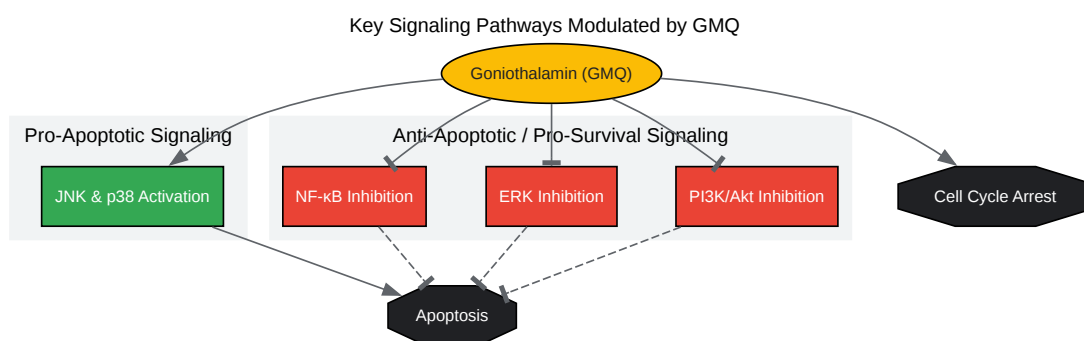 Key Signaling Pathways Modulated by GMQ
Goniothalamin (GMQ)
Pro-Apoptotic Signaling
Anti-Apoptotic / Pro-Survival Signaling
JNK & p38 Activation
NF-κB Inhibition
ERK Inhibition
PI3K/Akt Inhibition
Cell Cycle Arrest
Apoptosis